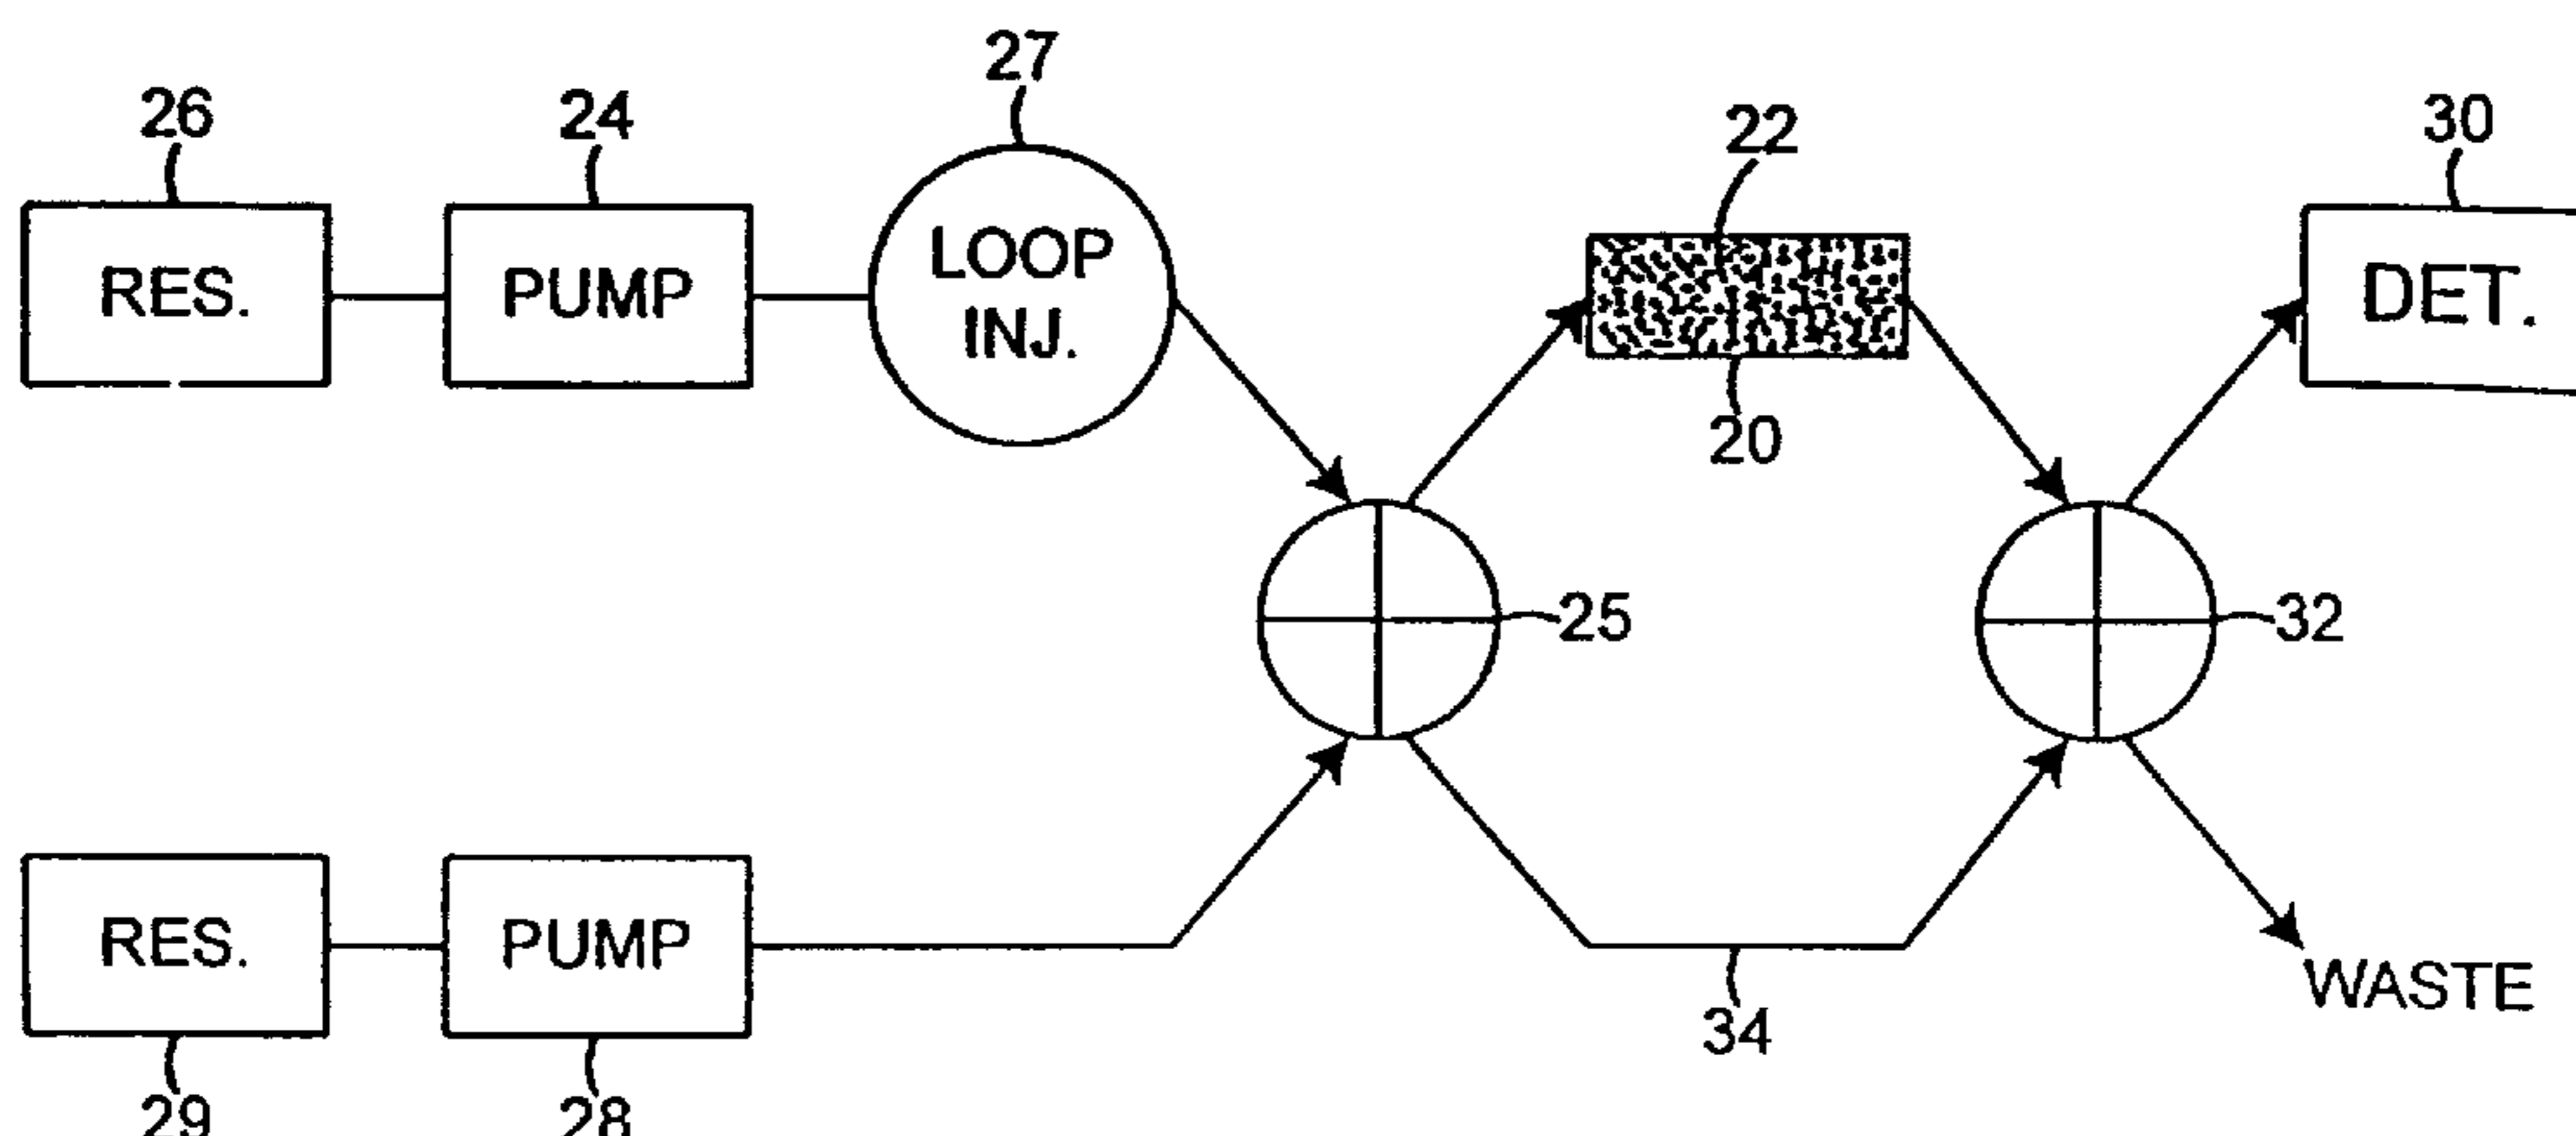 27
26
24
22
30
RES.
PUMP
LOOP
INJ.
DET.
20
25
32
RES.
PUMP
WASTE
34
29
28